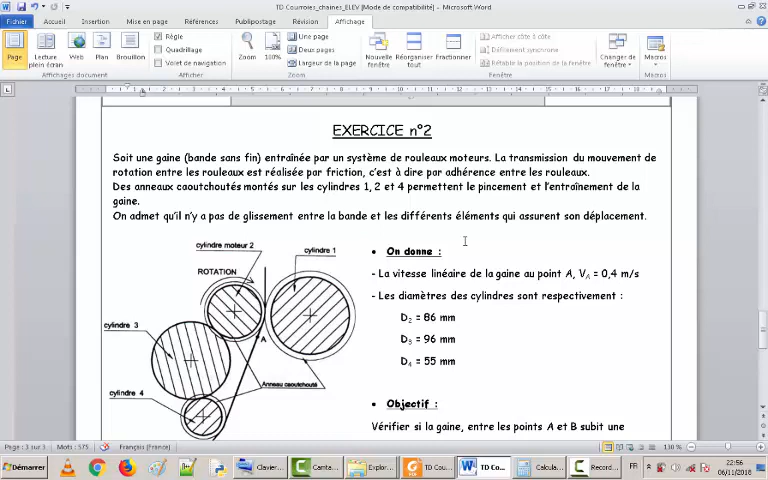 TD Courroies_chaines_ELEV [Mode de compatibilité] - Microsoft Word
Fichier Accueil Insertion Mise en page Références Publipostage Révision Affichage
Page
Lecture plein écran
Web
Plan
Brouillon
Règle
Quadrillage
Volet de navigation
Zoom
100%
Une page
Deux pages
Largeur de la page
Nouvelle fenêtre
Réorganiser tout
Fractionner
Afficher côte à côte
Défilement synchrone
Rétablir la position de la fenêtre
Changer de fenêtre
Macros
Affichages document Afficher Zoom Fenêtre Macros
EXERCICE n°2
Soit une gaine (bande sans fin) entraînée par un système de rouleaux moteurs. La transmission du mouvement de
rotation entre les rouleaux est réalisée par friction, c'est à dire par adhérence entre les rouleaux.
Des anneaux caoutchoutés montés sur les cylindres 1, 2 et 4 permettent le pincement et l'entraînement de la
gaine.
On admet qu'il n'y a pas de glissement entre la bande et les différents éléments qui assurent son déplacement.
cylindre moteur 2
cylindre 1
ROTATION
cylindre 3
A
Anneau caoutchouté
cylindre 4
• On donne :
- La vitesse linéaire de la gaine au point A, VA = 0,4 m/s
- Les diamètres des cylindres sont respectivement :
D2 = 86 mm
D3 = 96 mm
D4 = 55 mm
• Objectif :
Vérifier si la gaine, entre les points A et B subit une
Page : 3 sur 3 Mots : 575 Français (France) 130 %
Démarrer Clavier... Canta... Explor... TD Cou... TD Co... Calcula... Record... FR 22:56
06/11/2018